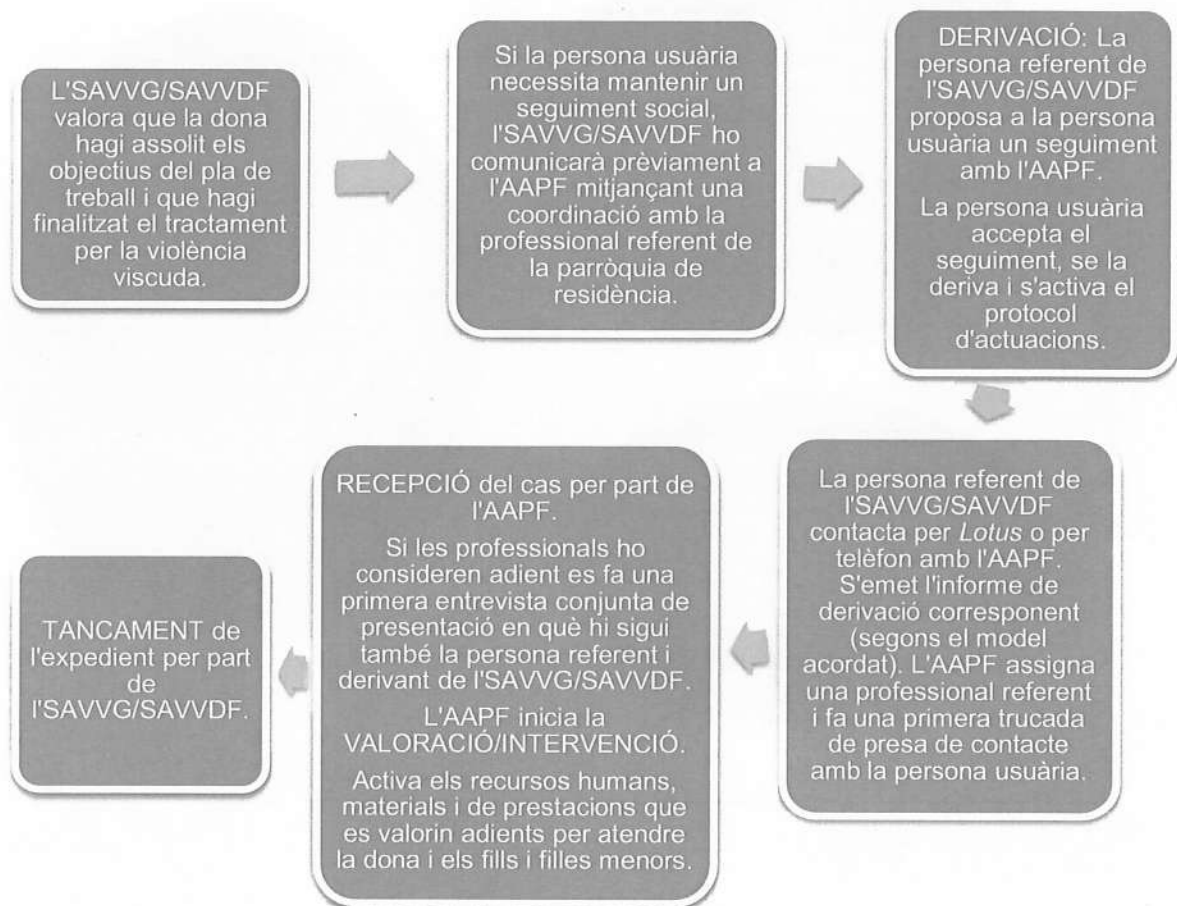 L'SAVVG/SAVVDF
valora que la dona
hagi assolit els
objectius del pla de
treball i que hagi
finalitzat el tractament
per la violència
viscuda.
Si la persona usuària
necessita mantenir un
seguiment social,
l'SAVVG/SAVVDF ho
comunicarà prèviament a
l'AAPF mitjançant una
coordinació amb la
professional referent de
la parròquia de
residència.
DERIVACIÓ: La
persona referent de
l'SAVVG/SAVVDF
proposa a la persona
usuària un seguiment
amb l'AAPF.
La persona usuària
accepta el
seguiment, se la
deriva i s'activa el
protocol
d'actuacions.
La persona referent de
l'SAVVG/SAVVDF
contacta per Lotus o per
telèfon amb l'AAPF.
S'emet l'informe de
derivació corresponent
(segons el model
acordat). L'AAPF assigna
una professional referent
i fa una primera trucada
de presa de contacte
amb la persona usuària.
RECEPCIÓ del cas per part de
l'AAPF.
Si les professionals ho
consideren adient es fa una
primera entrevista conjunta de
presentació en què hi sigui
també la persona referent i
derivant de l'SAVVG/SAVVDF.
L'AAPF inicia la
VALORACIÓ/INTERVENCIÓ.
Activa els recursos humans,
materials i de prestacions que
es valorin adients per atendre
la dona i els fills i filles menors.
TANCAMENT de
l'expedient per part
de
l'SAVVG/SAVVDF.